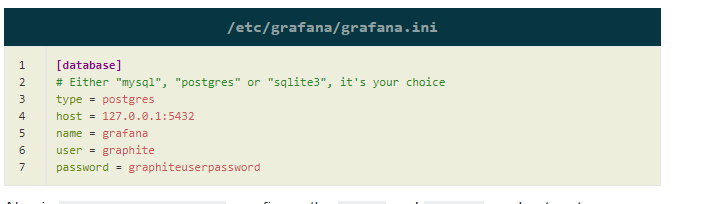 /etc/grafana/grafana.ini
1 [database]
2 # Either "mysql", "postgres" or "sqlite3", it's your choice
3 type = postgres
4 host = 127.0.0.1:5432
5 name = grafana
6 user = graphite
7 password = graphiteuserpassword